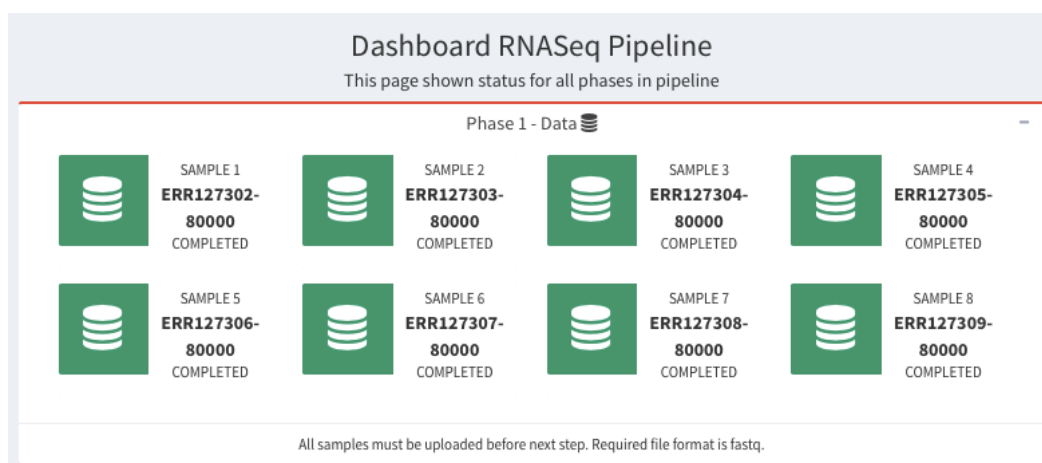 Dashboard RNASeq Pipeline
This page shown status for all phases in pipeline
Phase 1 - Data
SAMPLE 1
ERR127302-
80000
COMPLETED
SAMPLE 2
ERR127303-
80000
COMPLETED
SAMPLE 3
ERR127304-
80000
COMPLETED
SAMPLE 4
ERR127305-
80000
COMPLETED
SAMPLE 5
ERR127306-
80000
COMPLETED
SAMPLE 6
ERR127307-
80000
COMPLETED
SAMPLE 7
ERR127308-
80000
COMPLETED
SAMPLE 8
ERR127309-
80000
COMPLETED
All samples must be uploaded before next step. Required file format is fastq.